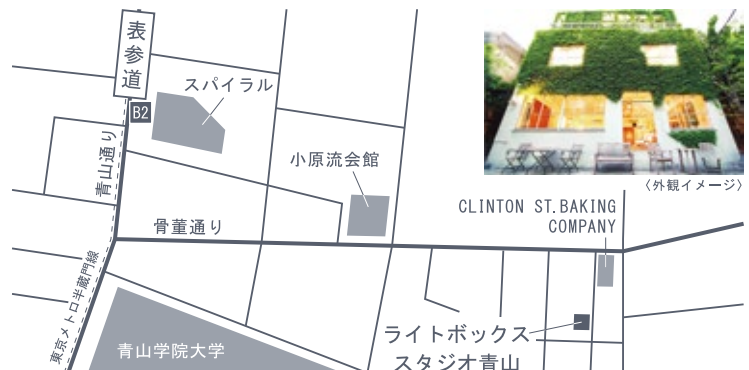 表参道
B2
スパイラル
青山通り
小原流会館
〈外観イメージ〉
CLINTON ST.BAKING
COMPANY
骨董通り
東京メトロ半蔵門線
ライトボックス
スタジオ青山
青山学院大学